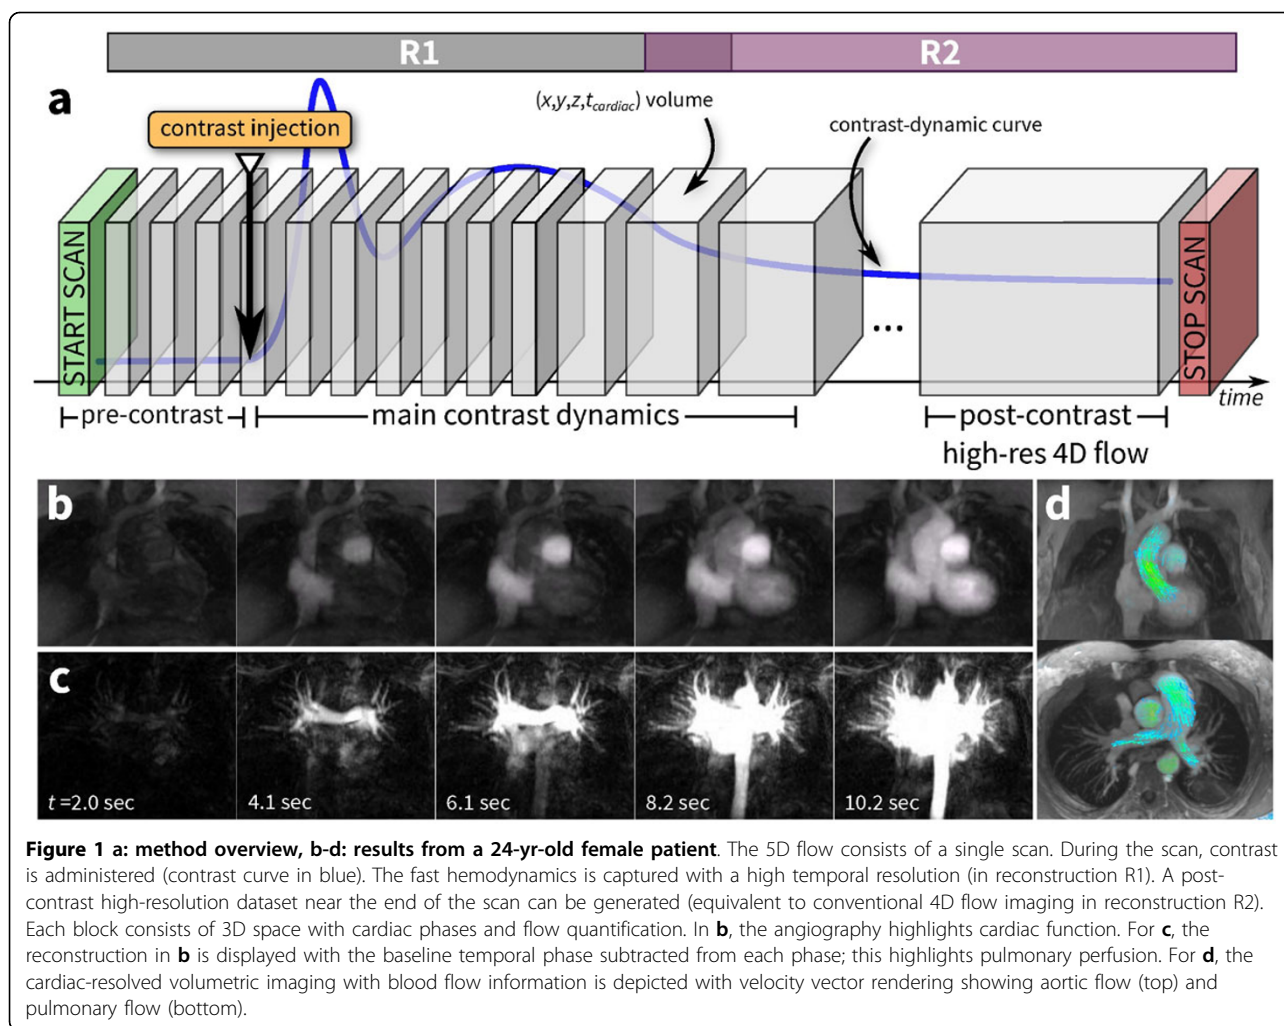 R1
R2
a
(x,y,z,tcardiac) volume
contrast injection
contrast-dynamic curve
START SCAN
STOP SCAN
...
time
pre-contrast
main contrast dynamics
post-contrast
high-res 4D flow
b
d
c
t =2.0 sec
4.1 sec
6.1 sec
8.2 sec
10.2 sec
Figure 1 a: method overview, b-d: results from a 24-yr-old female patient. The 5D flow consists of a single scan. During the scan, contrast
is administered (contrast curve in blue). The fast hemodynamics is captured with a high temporal resolution (in reconstruction R1). A post-
contrast high-resolution dataset near the end of the scan can be generated (equivalent to conventional 4D flow imaging in reconstruction R2).
Each block consists of 3D space with cardiac phases and flow quantification. In b, the angiography highlights cardiac function. For c, the
reconstruction in b is displayed with the baseline temporal phase subtracted from each phase; this highlights pulmonary perfusion. For d, the
cardiac-resolved volumetric imaging with blood flow information is depicted with velocity vector rendering showing aortic flow (top) and
pulmonary flow (bottom).